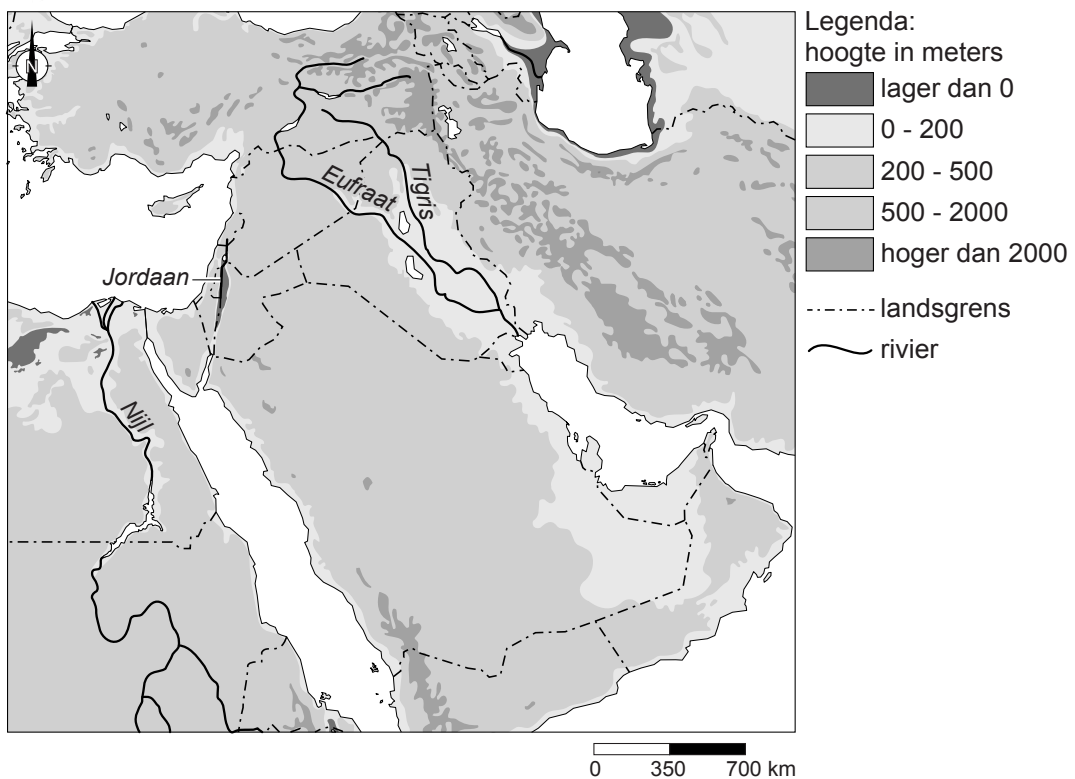 N
Eufraat
Tigris
Jordaan
Nijl
Legenda:
hoogte in meters
lager dan 0
0 - 200
200 - 500
500 - 2000
hoger dan 2000
landsgrens
rivier
0 350 700 km